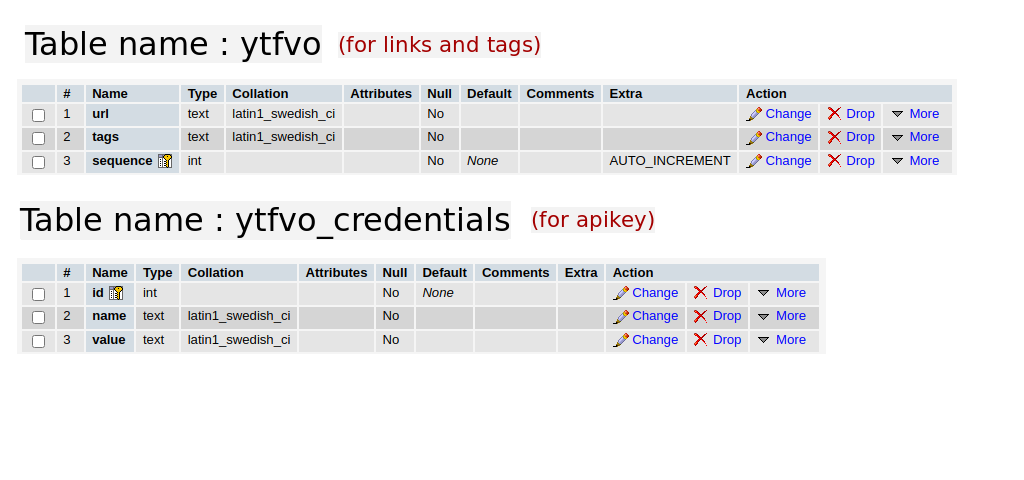 Table name : ytfvo (for links and tags)
# Name Type Collation Attributes Null Default Comments Extra Action
1 url text latin1_swedish_ci No Change Drop More
2 tags text latin1_swedish_ci No Change Drop More
3 sequence int No None AUTO_INCREMENT Change Drop More
Table name : ytfvo_credentials (for apikey)
# Name Type Collation Attributes Null Default Comments Extra Action
1 id int No None Change Drop More
2 name text latin1_swedish_ci No Change Drop More
3 value text latin1_swedish_ci No Change Drop More